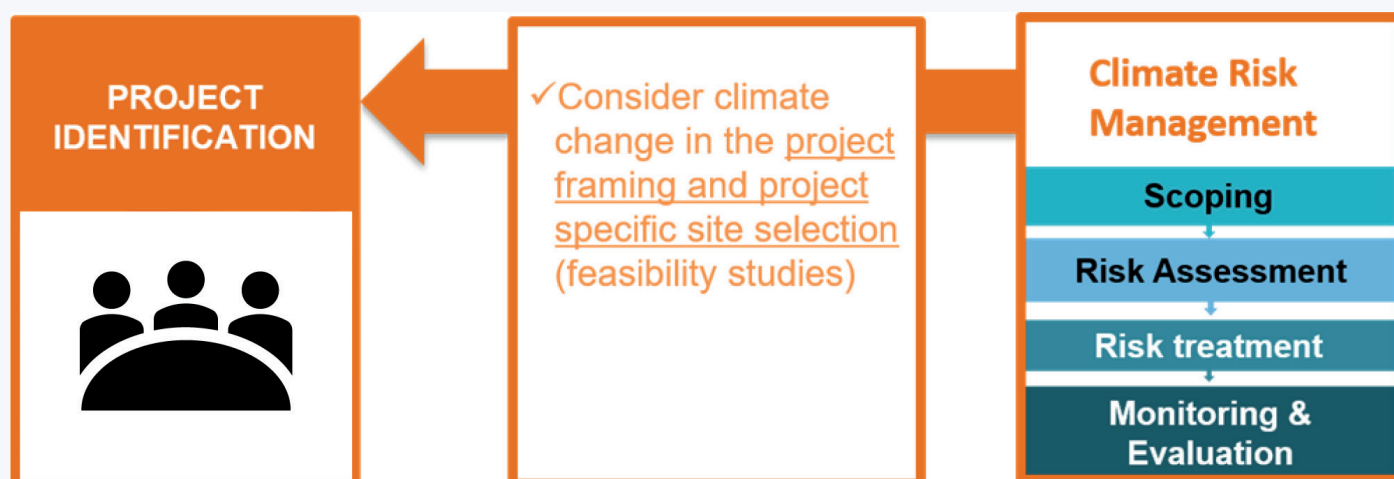 PROJECT
IDENTIFICATION
✓Consider climate
change in the project
framing and project
specific site selection
(feasibility studies)
Climate Risk
Management
Scoping
Risk Assessment
Risk treatment
Monitoring &
Evaluation